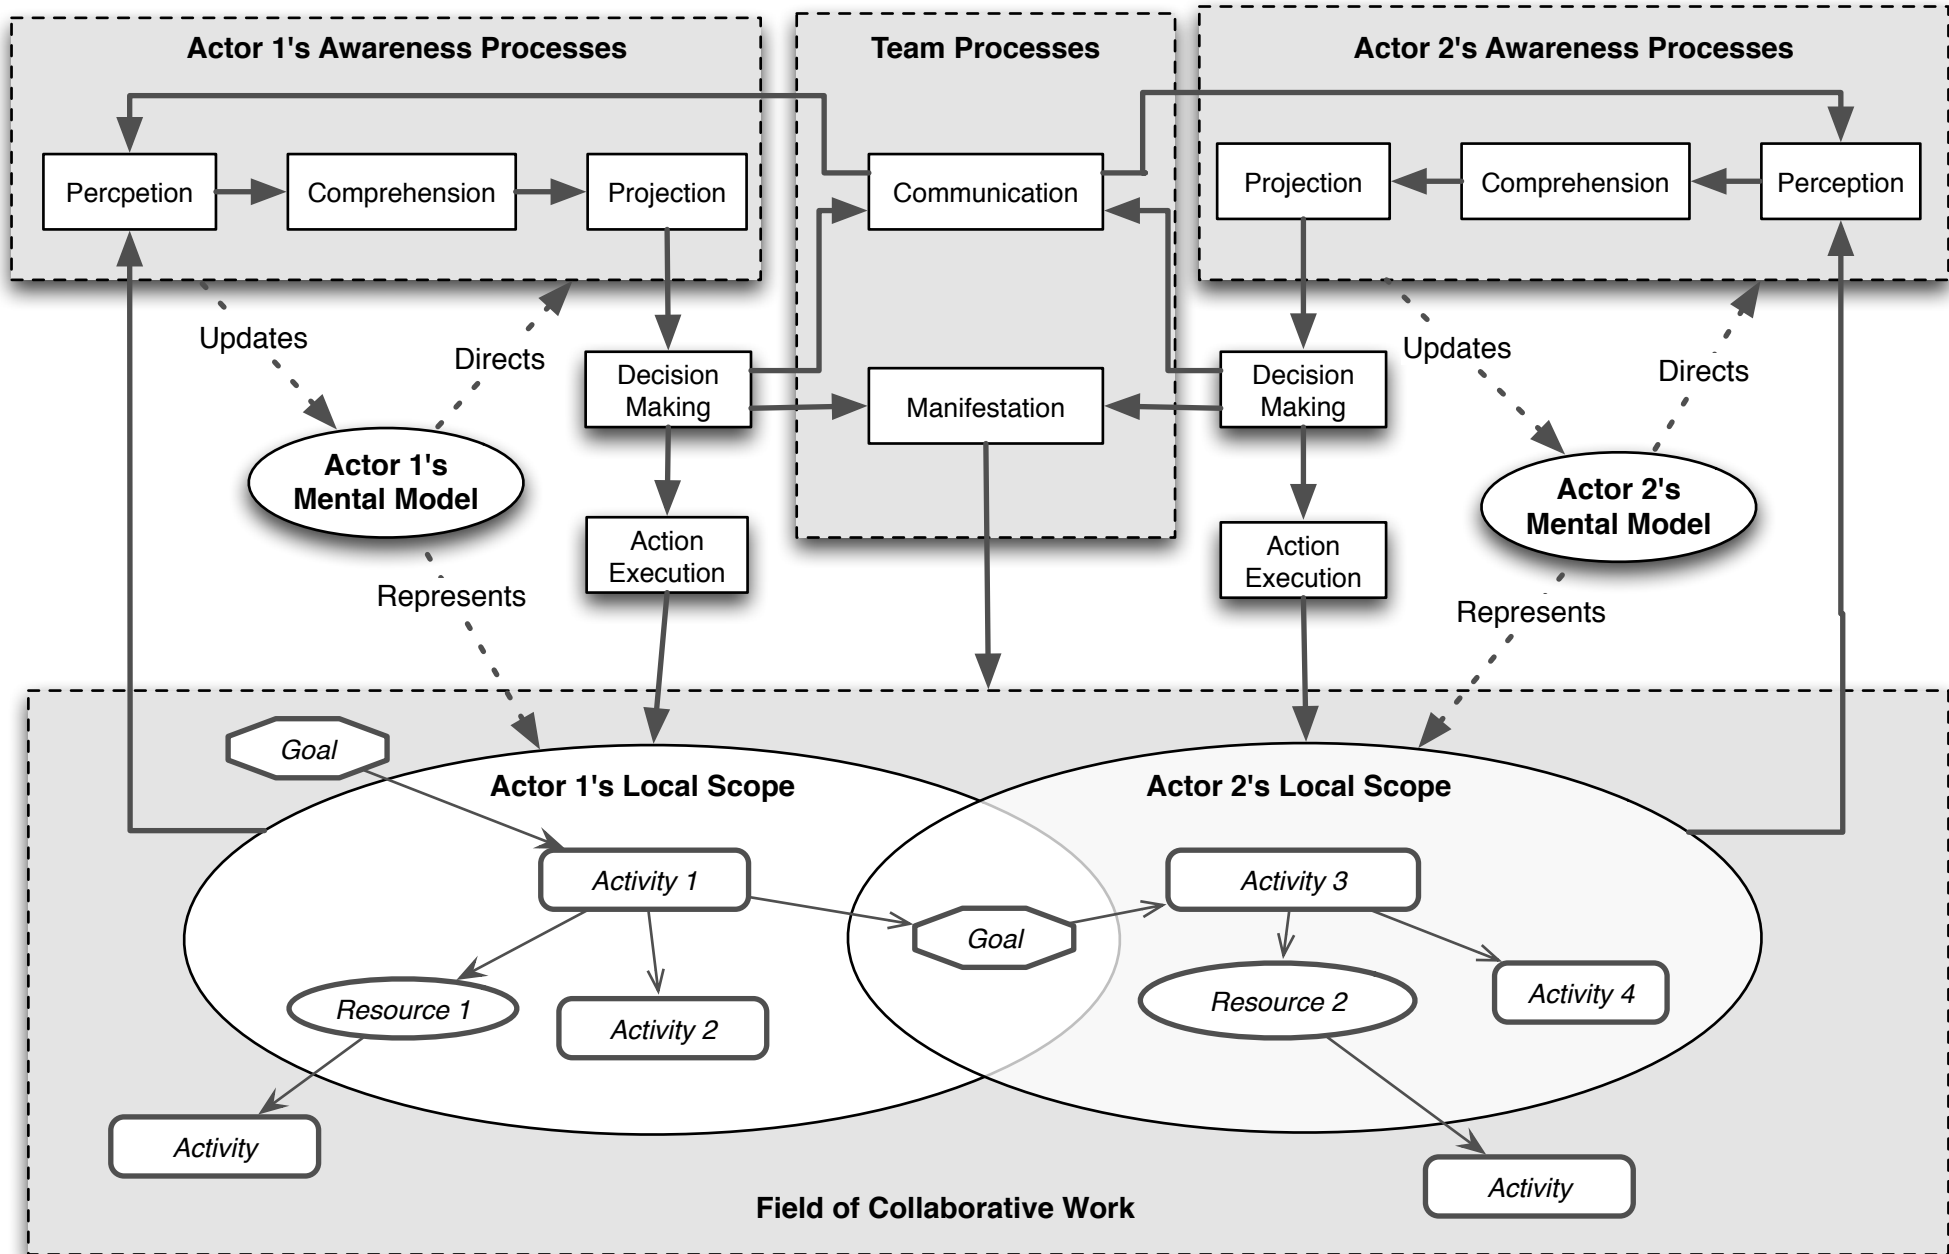 Actor 1's Awareness Processes
Team Processes
Actor 2's Awareness Processes
Percpetion
Comprehension
Projection
Communication
Projection
Comprehension
Perception
Updates
Directs
Decision
Making
Manifestation
Decision
Making
Updates
Directs
Actor 1's
Mental Model
Actor 2's
Mental Model
Action
Execution
Action
Execution
Represents
Represents
Goal
Actor 1's Local Scope
Actor 2's Local Scope
Activity 1
Goal
Activity 3
Resource 1
Activity 2
Resource 2
Activity 4
Activity
Activity
Field of Collaborative Work